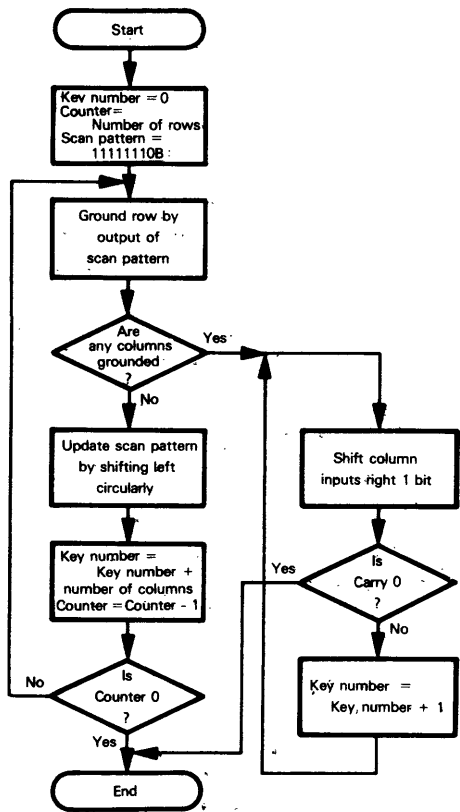 Start
Key number = 0
Counter =
Number of rows
Scan pattern =
11111110B
Ground row by
output of
scan pattern
Are
any columns
grounded
?
Yes
No
Update scan pattern
by shifting left
circularly
Shift column
inputs right 1 bit
Key number =
Key number +
number of columns
Counter = Counter - 1
Yes
Is
Carry 0
?
No
No
Is
Counter 0
?
Key number =
Key number + 1
Yes
End